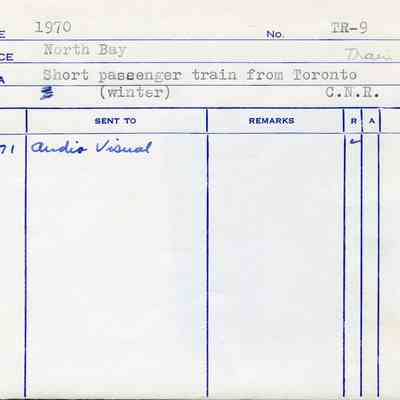 E 1970 No. TR-9
CE North Bay Train
A Short passenger train from Toronto
(winter) C.N.R.
SENT TO REMARKS R A
71 Audio Visual